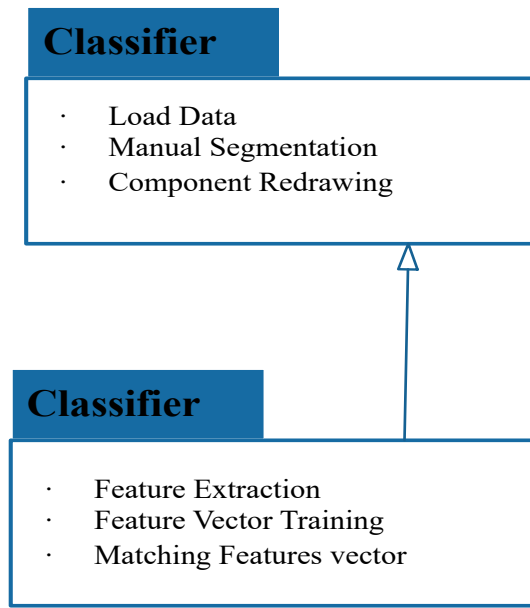 Classifier
· Load Data
· Manual Segmentation
· Component Redrawing
Classifier
· Feature Extraction
· Feature Vector Training
· Matching Features vector